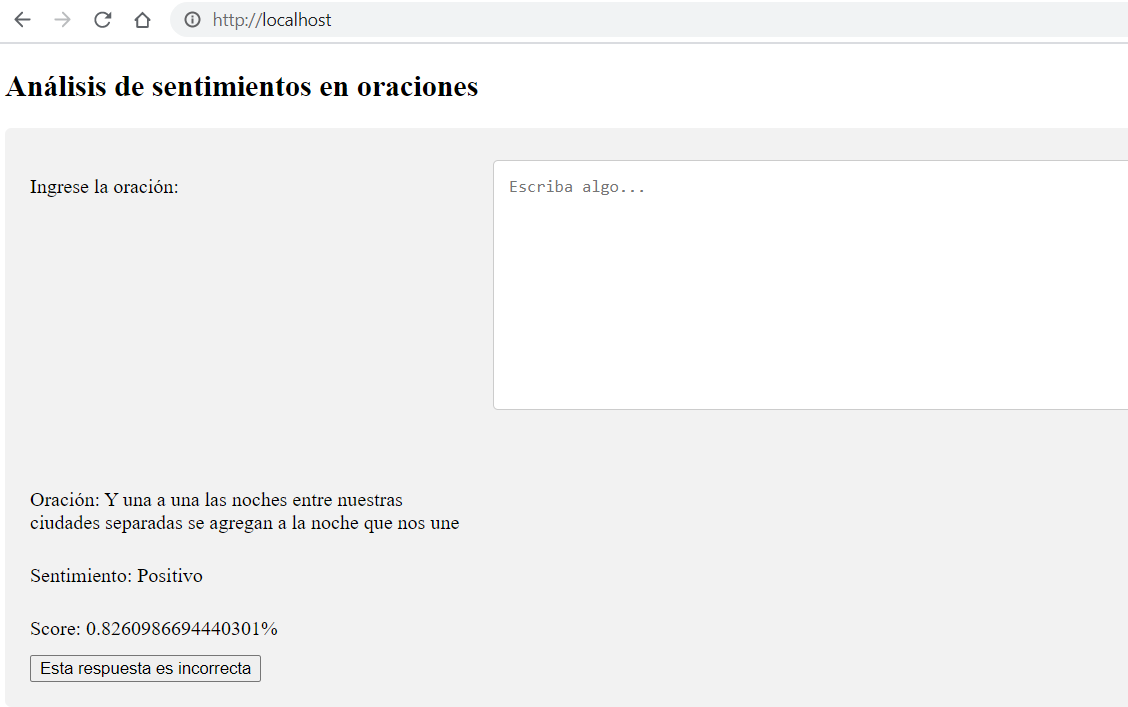 http://localhost
Análisis de sentimientos en oraciones
Ingrese la oración:
Escriba algo...
Oración: Y una a una las noches entre nuestras
ciudades separadas se agregan a la noche que nos une
Sentimiento: Positivo
Score: 0.8260986694440301%
Esta respuesta es incorrecta